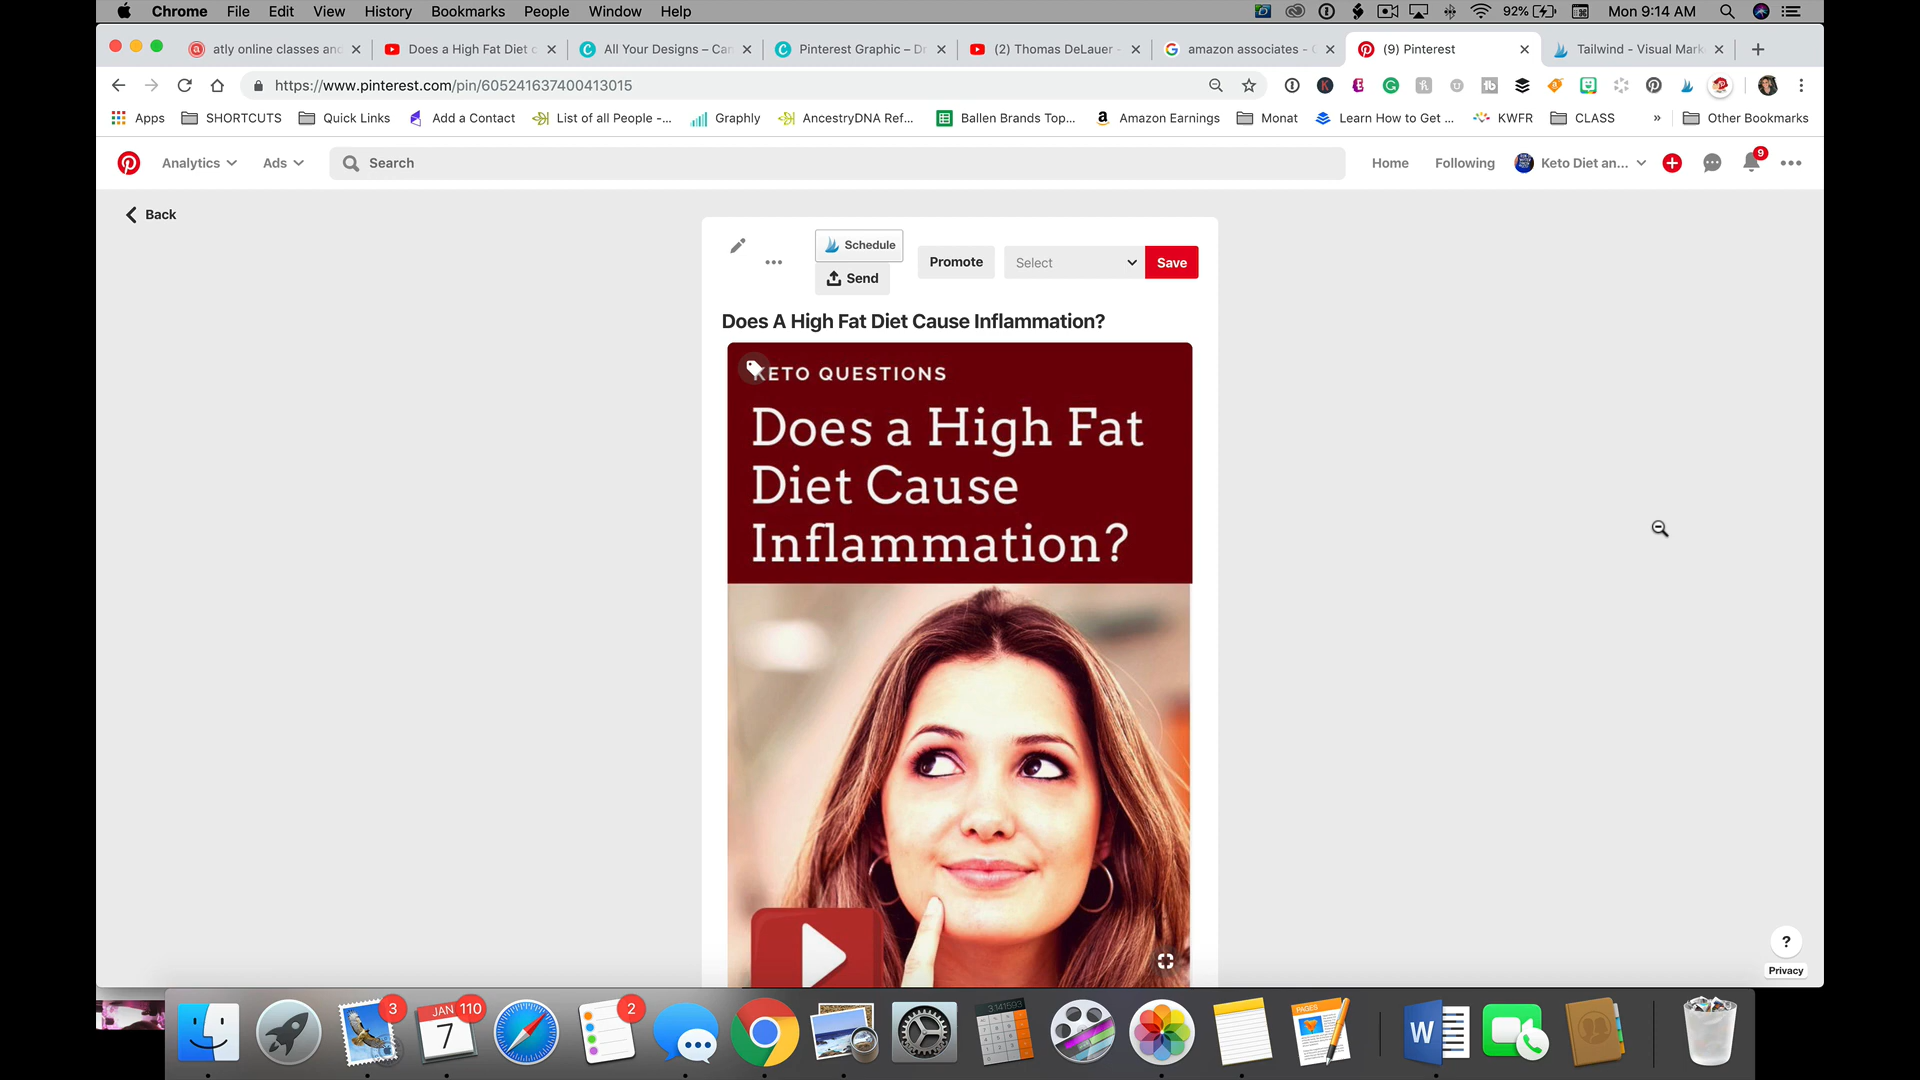 Chrome File Edit View History Bookmarks People Window Help 92% Mon 9:14 AM
atly online classes and Does a High Fat Diet c All Your Designs – Can Pinterest Graphic – D (2) Thomas DeLauer - amazon associates - (9) Pinterest Tailwind - Visual Mark
https://www.pinterest.com/pin/605241637400413015
Apps SHORTCUTS Quick Links Add a Contact List of all People -... Graphly AncestryDNA Ref... Ballen Brands Top... Amazon Earnings Monat Learn How to Get ... KWFR CLASS » Other Bookmarks
Analytics Ads Search Home Following Keto Diet an... 9
Back
Schedule
Send
Promote
Select
Save
Does A High Fat Diet Cause Inflammation?
KETO QUESTIONS
Does a High Fat
Diet Cause
Inflammation?
?
Privacy
3
JAN 110
7
2
3.141593
PAGES
W